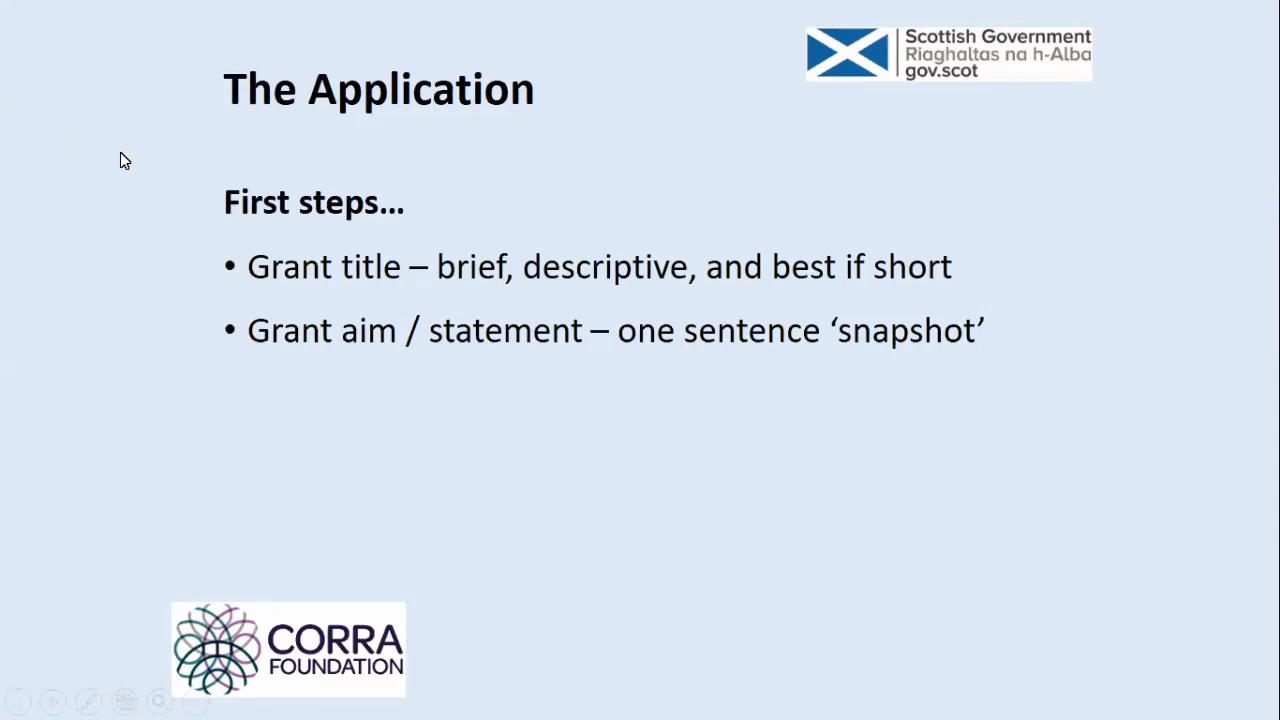 Scottish Government
Riaghaltas na h-Alba
gov.scot
The Application
First steps...
• Grant title – brief, descriptive, and best if short
• Grant aim / statement – one sentence ‘snapshot’
CORRA
FOUNDATION